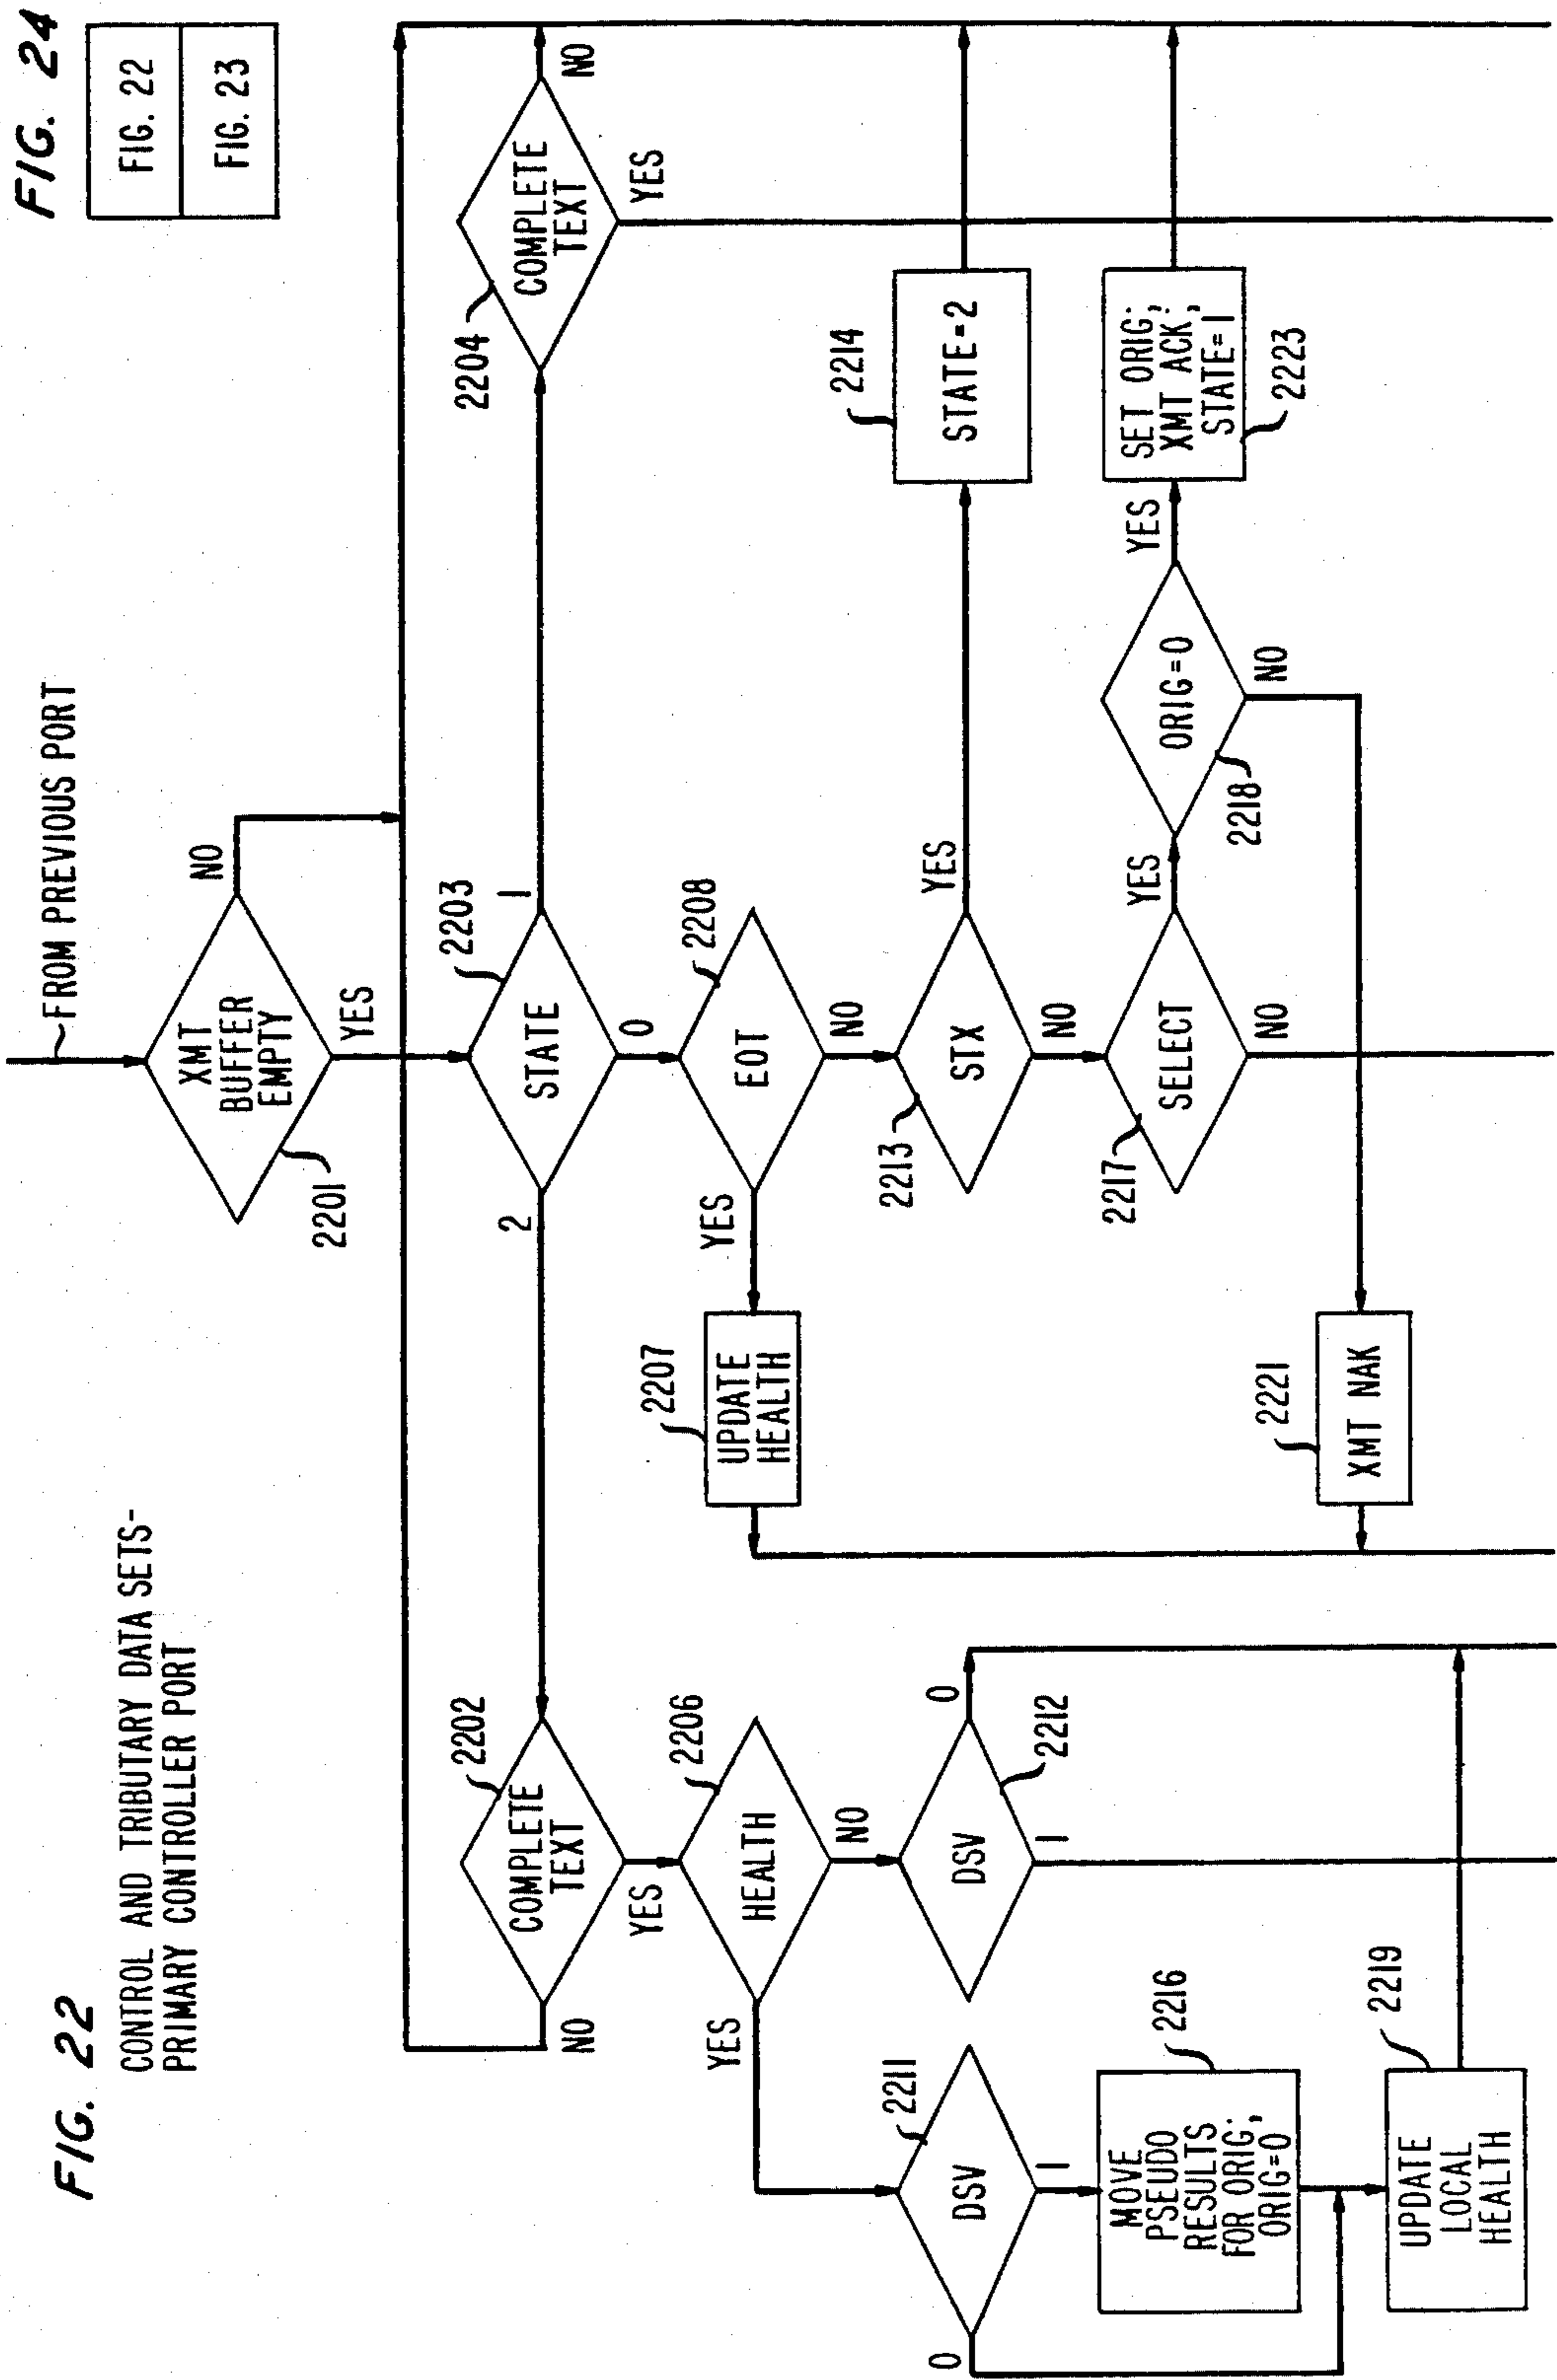 FIG. 22
CONTROL AND TRIBUTARY DATA SETS-
PRIMARY CONTROLLER PORT
FIG. 24
FIG. 22
FIG. 23
FROM PREVIOUS PORT
XMT
BUFFER
EMPTY
2201
NO
YES
STATE
2203
2
1
0
COMPLETE
TEXT
2202
NO
YES
COMPLETE
TEXT
2204
NO
YES
HEALTH
2206
YES
NO
UPDATE
HEALTH
2207
EOT
2208
YES
NO
DSV
2211
0
1
DSV
2212
0
1
STX
2213
YES
NO
STATE=2
2214
MOVE
PSEUDO
RESULTS
FOR ORIG;
ORIG=0
2216
SELECT
2217
YES
NO
ORIG=0
2218
YES
NO
SET ORIG;
XMT ACK;
STATE=1
2223
UPDATE
LOCAL
HEALTH
2219
XMT NAK
2221